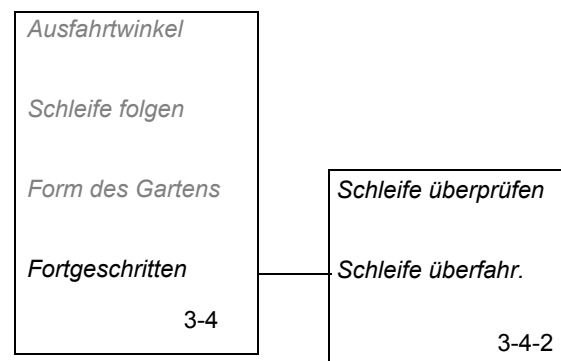 Ausfahrtwinkel
Schleife folgen
Form des Gartens
Fortgeschritten
3-4
Schleife überprüfen
Schleife überfahr.
3-4-2